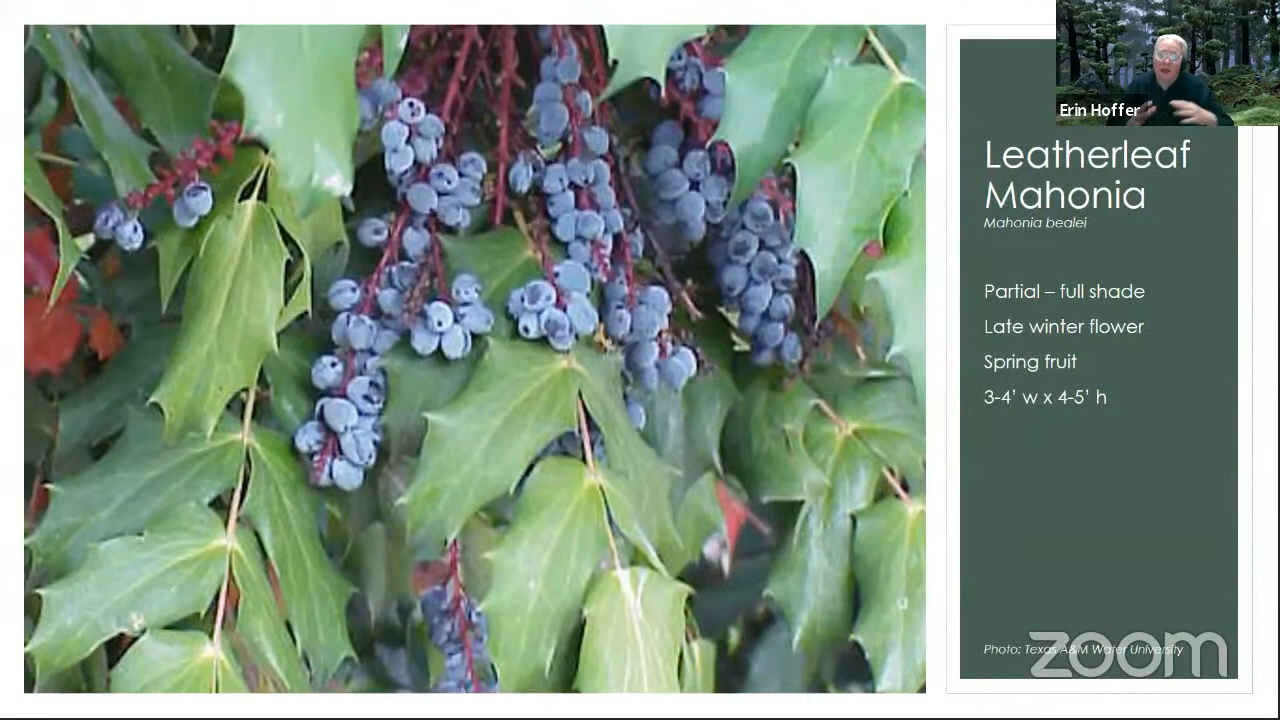 Erin Hoffer
Leatherleaf
Mahonia
Mahonia bealei
Partial – full shade
Late winter flower
Spring fruit
3-4' w x 4-5' h
Photo: Texas A&M Water University
zoom